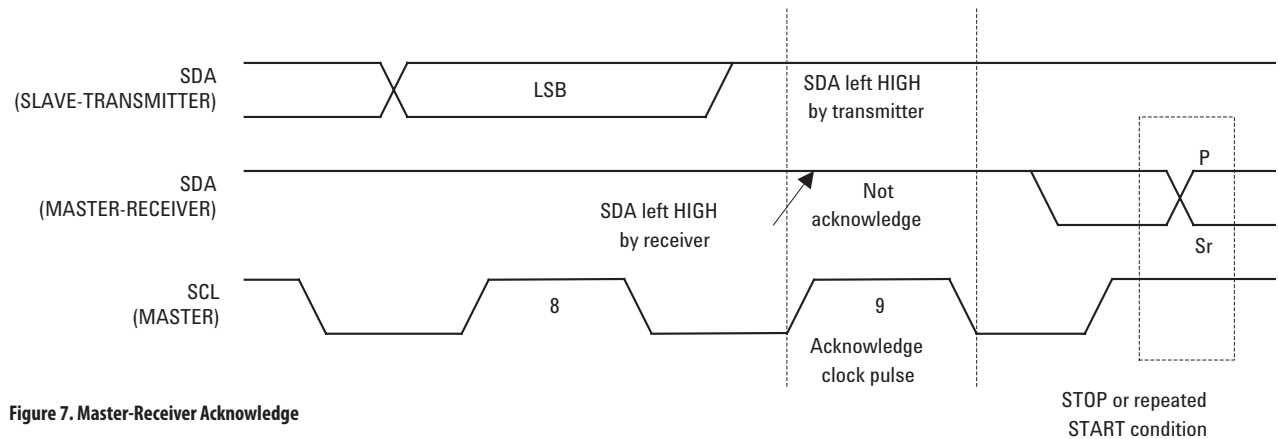 SDA
(SLAVE-TRANSMITTER)
LSB
SDA left HIGH
by transmitter
SDA
(MASTER-RECEIVER)
SDA left HIGH
by receiver
Not
acknowledge
P
Sr
SCL
(MASTER)
8
9
Acknowledge
clock pulse
STOP or repeated
START condition
Figure 7. Master-Receiver Acknowledge